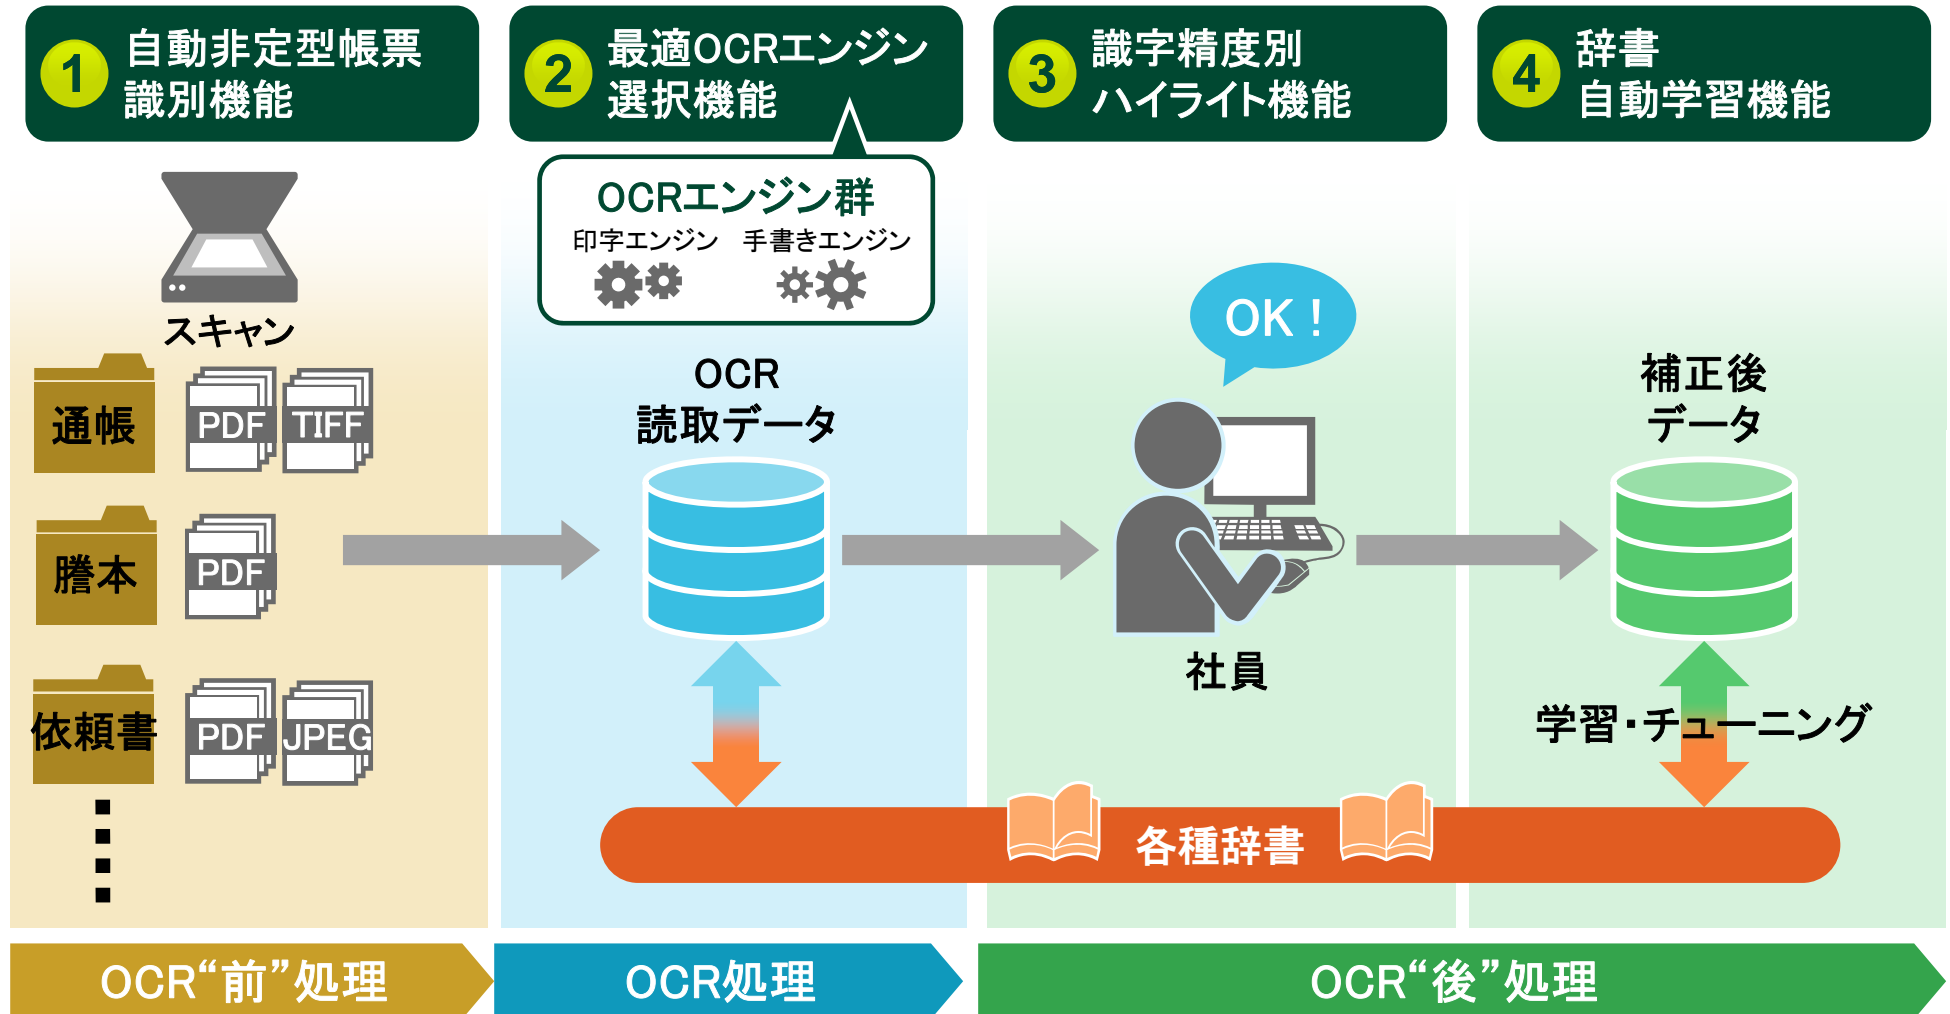 1
自動非定型帳票
識別機能
2
最適OCRエンジン
選択機能
3
識字精度別
ハイライト機能
4
辞書
自動学習機能
スキャン
通帳
PDF
TIFF
謄本
PDF
依頼書
PDF
JPEG
OCRエンジン群
印字エンジン
手書きエンジン
OCR
読取データ
OK!
社員
補正後
データ
学習・チューニング
各種辞書
OCR“前”処理
OCR処理
OCR“後”処理